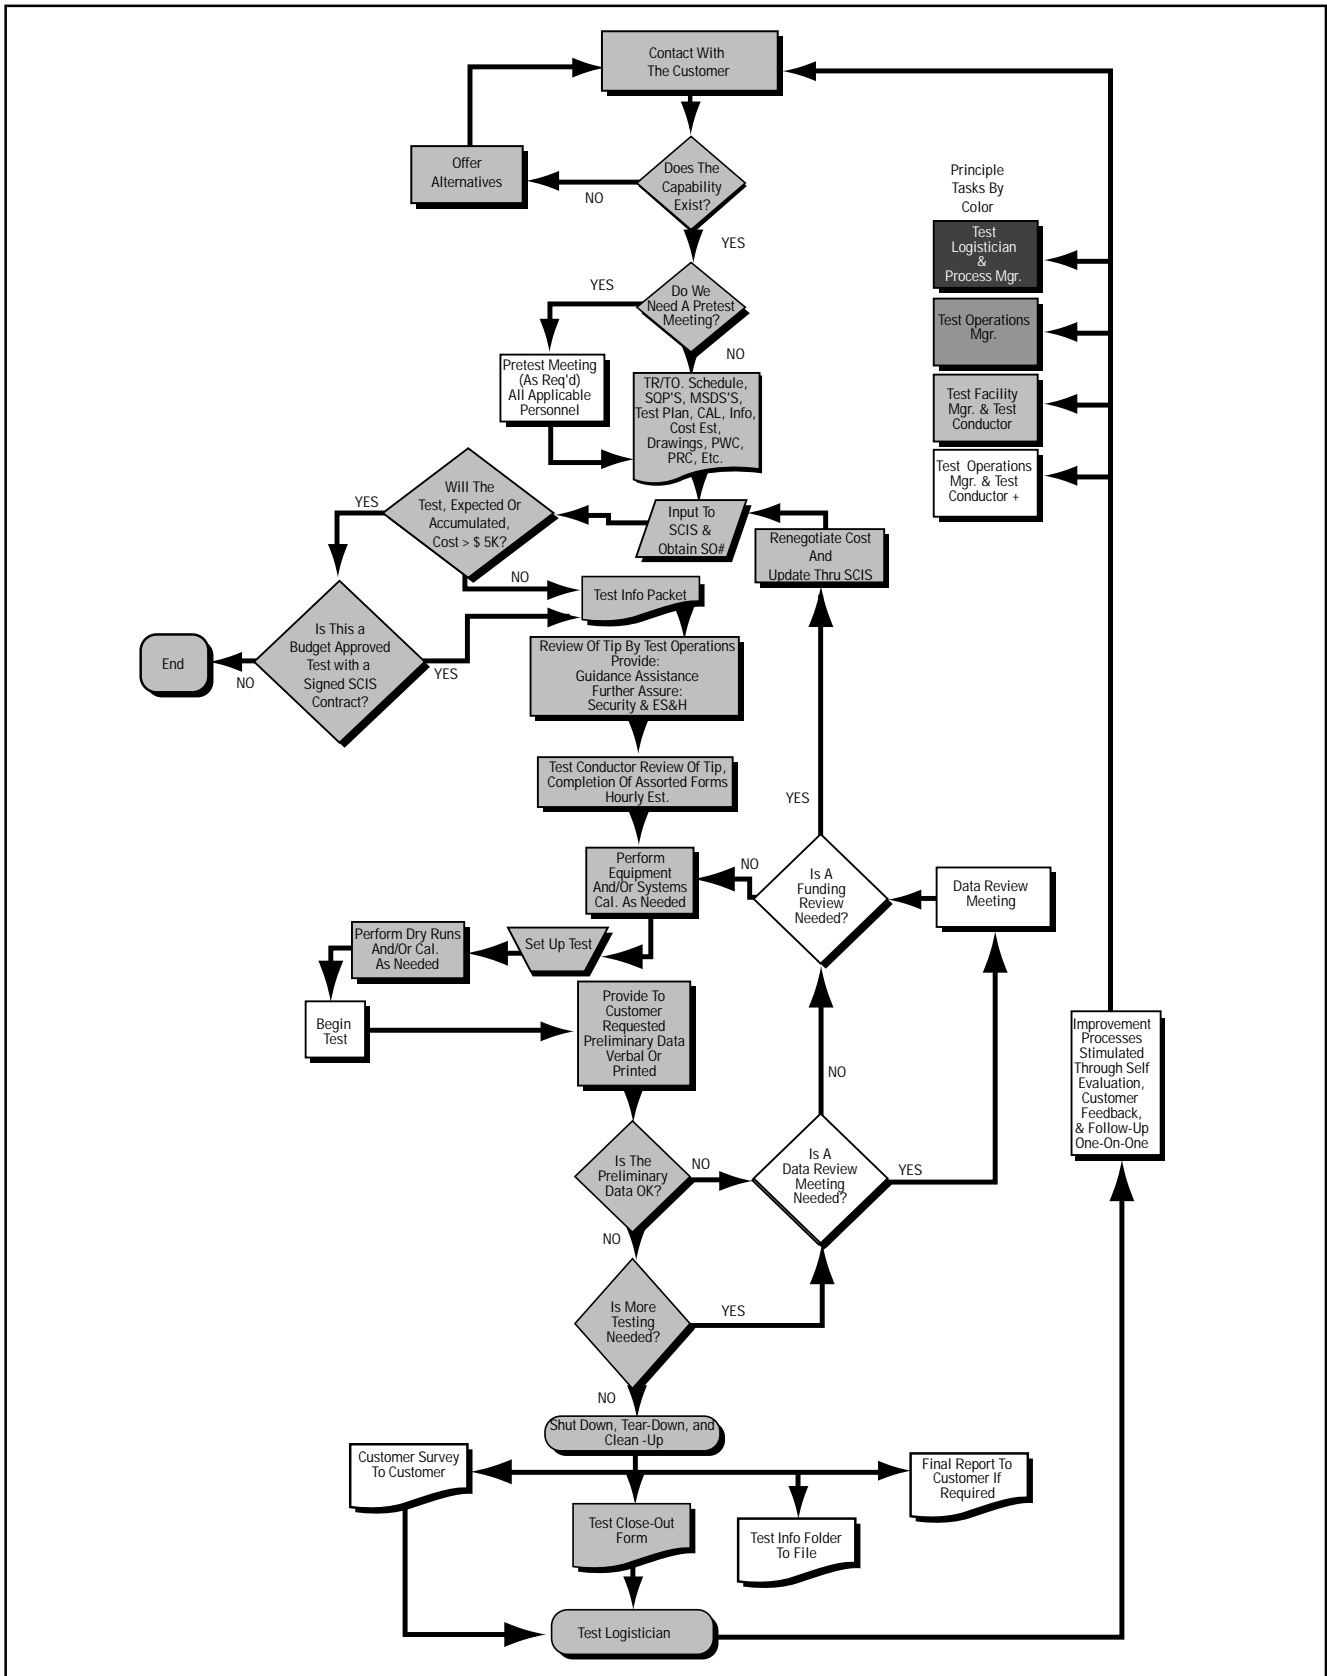 Contact With
The Customer
Offer
Alternatives
Does The
Capability
Exist?
NO
YES
Principle
Tasks By
Color
Test
Logistician
&
Process Mgr.
Test Operations
Mgr.
Test Facility
Mgr. & Test
Conductor
Test Operations
Mgr. & Test
Conductor +
YES
Do We
Need A Pretest
Meeting?
NO
Pretest Meeting
(As Req'd)
All Applicable
Personnel
TR/TO. Schedule,
SQP'S, MSDS'S,
Test Plan, CAL, Info,
Cost Est,
Drawings, PWC,
PRC, Etc.
YES
Will The
Test, Expected Or
Accumulated,
Cost > $ 5K?
Input To
SCIS &
Obtain SO#
Renegotiate Cost
And
Update Thru SCIS
NO
Test Info Packet
End
NO
Is This a
Budget Approved
Test with a
Signed SCIS
Contract?
YES
Review Of Tip By Test Operations
Provide:
Guidance Assistance
Further Assure:
Security & ES&H
Test Conductor Review Of Tip,
Completion Of Assorted Forms
Hourly Est.
YES
Perform
Equipment
And/Or Systems
Cal. As Needed
NO
Is A
Funding
Review
Needed?
Data Review
Meeting
Perform Dry Runs
And/Or Cal.
As Needed
Set Up Test
Begin
Test
Provide To
Customer
Requested
Preliminary Data
Verbal Or
Printed
NO
Improvement
Processes
Stimulated
Through Self
Evaluation,
Customer
Feedback,
& Follow-Up
One-On-One
Is The
Preliminary
Data OK?
NO
Is A
Data Review
Meeting
Needed?
YES
NO
Is More
Testing
Needed?
YES
NO
Shut Down, Tear-Down, and
Clean -Up
Customer Survey
To Customer
Final Report To
Customer If
Required
Test Close-Out
Form
Test Info Folder
To File
Test Logistician